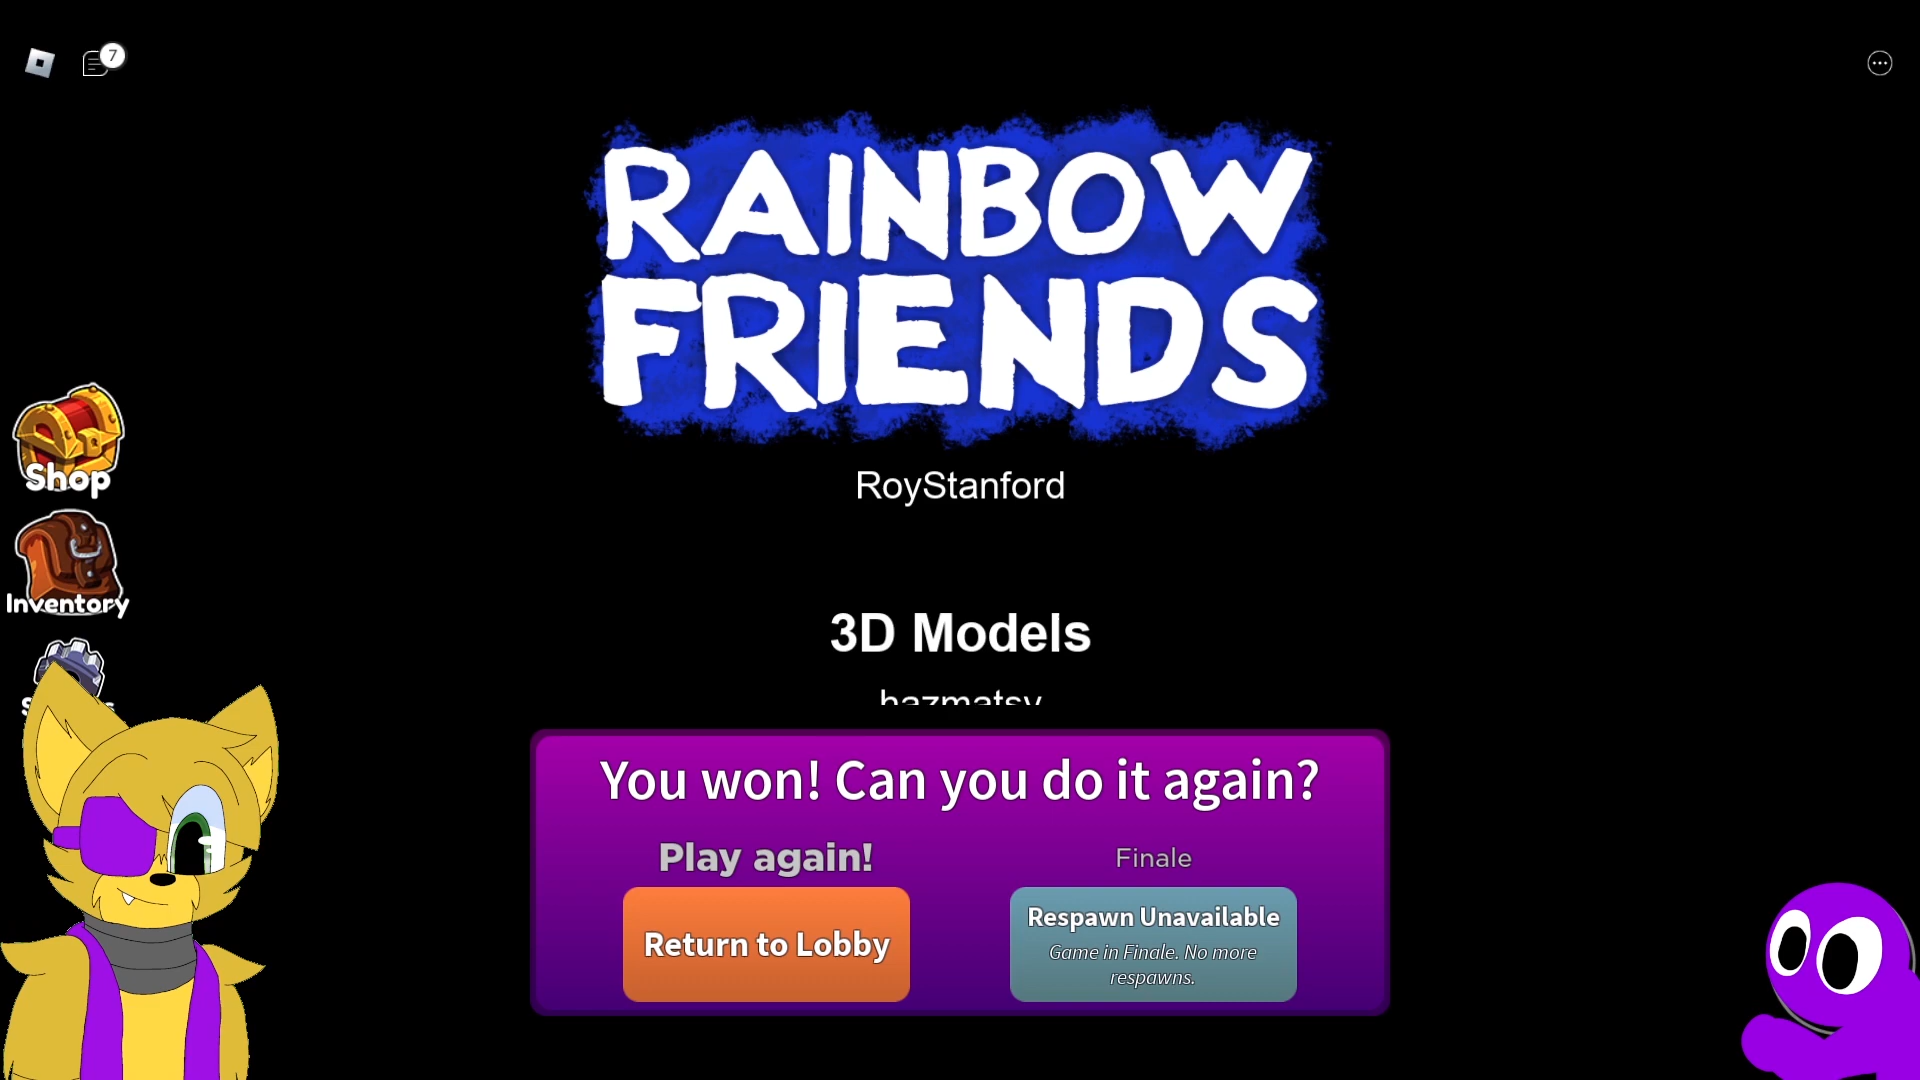 7
RAINBOW
FRIENDS
RoyStanford
3D Models
hazmatsy
Shop
Inventory
You won! Can you do it again?
Play again!
Return to Lobby
Finale
Respawn Unavailable
Game in Finale. No more
respawns.